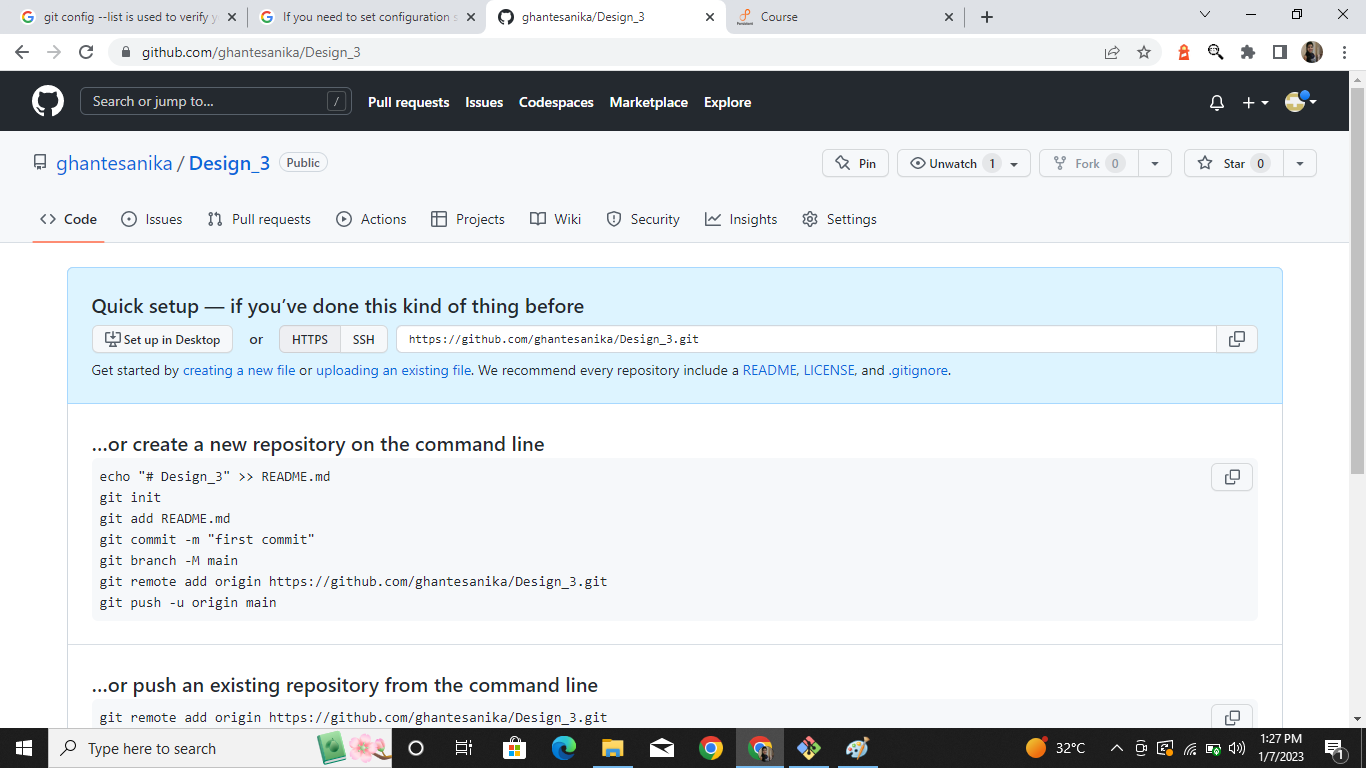 git config --list is used to verify y
If you need to set configuration s
ghantesanika/Design_3
Course
github.com/ghantesanika/Design_3
Search or jump to... /
Pull requests Issues Codespaces Marketplace Explore
ghantesanika / Design_3 Public
Pin Unwatch 1 Fork 0 Star 0
Code Issues Pull requests Actions Projects Wiki Security Insights Settings
Quick setup — if you've done this kind of thing before
Set up in Desktop or HTTPS SSH https://github.com/ghantesanika/Design_3.git
Get started by creating a new file or uploading an existing file. We recommend every repository include a README, LICENSE, and .gitignore.
...or create a new repository on the command line
echo "# Design_3" >> README.md
git init
git add README.md
git commit -m "first commit"
git branch -M main
git remote add origin https://github.com/ghantesanika/Design_3.git
git push -u origin main
...or push an existing repository from the command line
git remote add origin https://github.com/ghantesanika/Design_3.git
Type here to search
32°C
1:27 PM
1/7/2023
1